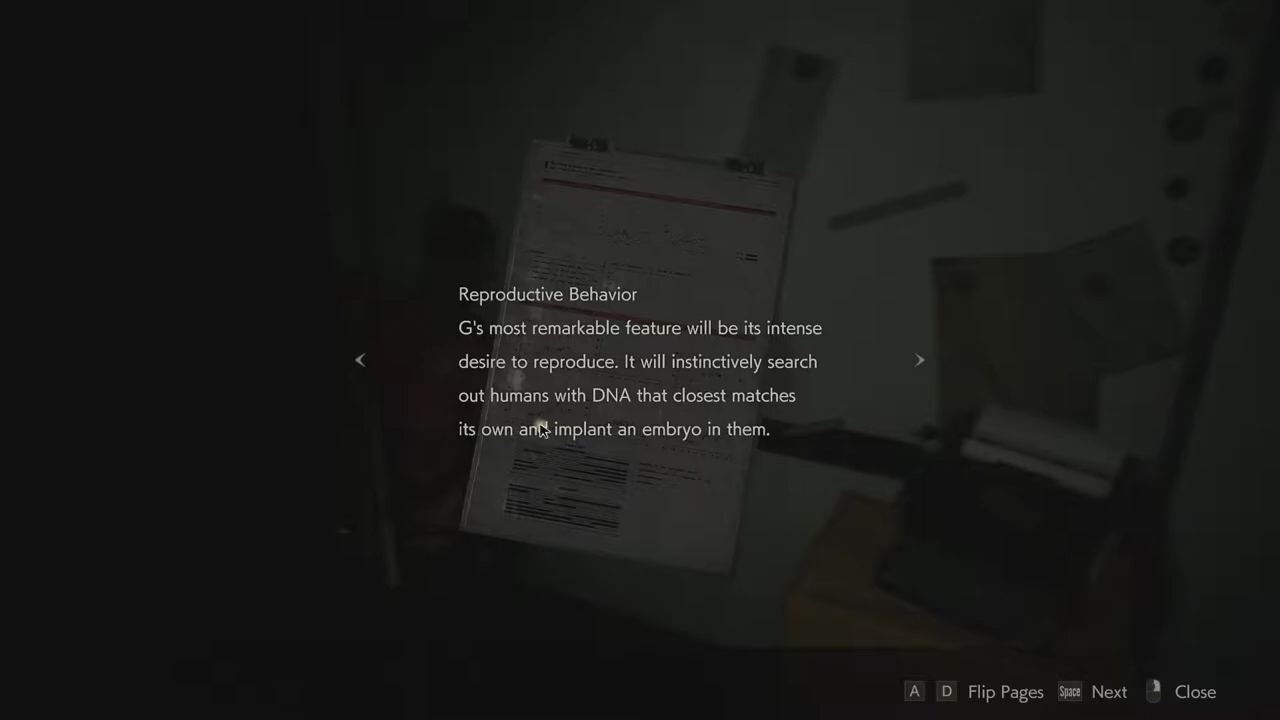 Reproductive Behavior
G's most remarkable feature will be its intense
desire to reproduce. It will instinctively search
out humans with DNA that closest matches
its own and implant an embryo in them.
A D Flip Pages Space Next Close